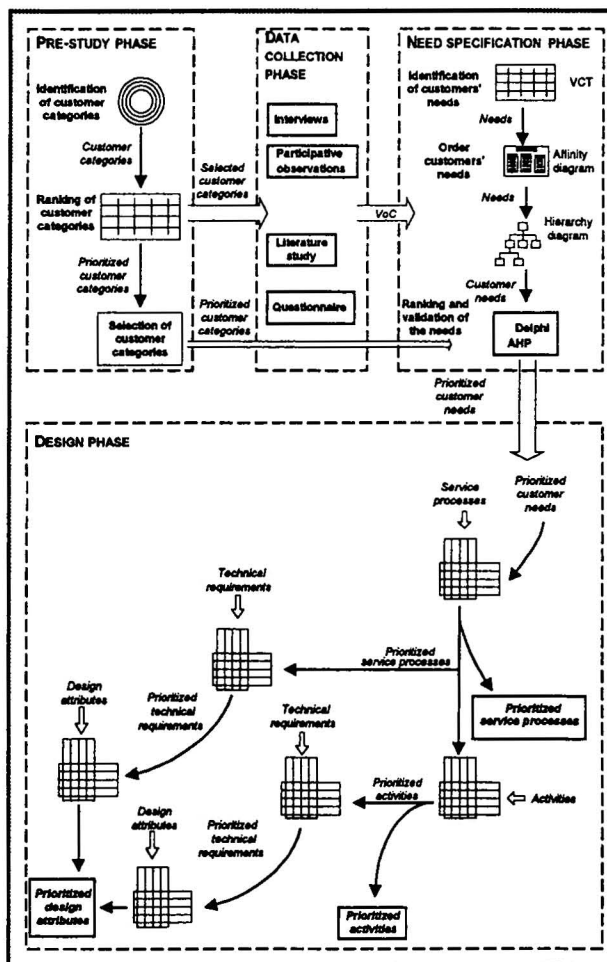 PRE-STUDY PHASE
Identification
of customer
categories
Customer
categories
Ranking of
customer
categories
Prioritized
customer
categories
Selection of
customer
categories
Selected
customer
categories
Prioritized
customer
categories
DATA
COLLECTION
PHASE
Interviews
Participative
observations
Literature
study
Questionnaire
VoC
NEED SPECIFICATION PHASE
Identification
of customers'
needs
VCT
Needs
Order
customers'
needs
Affinity
diagram
Needs
Hierarchy
diagram
Customer
needs
Ranking and
validation of
the needs
Delphi
AHP
Prioritized
customer
needs
DESIGN PHASE
Service
processes
Prioritized
customer
needs
Technical
requirements
Prioritized
service processes
Design
attributes
Prioritized
technical
requirements
Technical
requirements
Prioritized
service processes
Prioritized
activities
Activities
Design
attributes
Prioritized
technical
requirements
Prioritized
design
attributes
Prioritized
activities